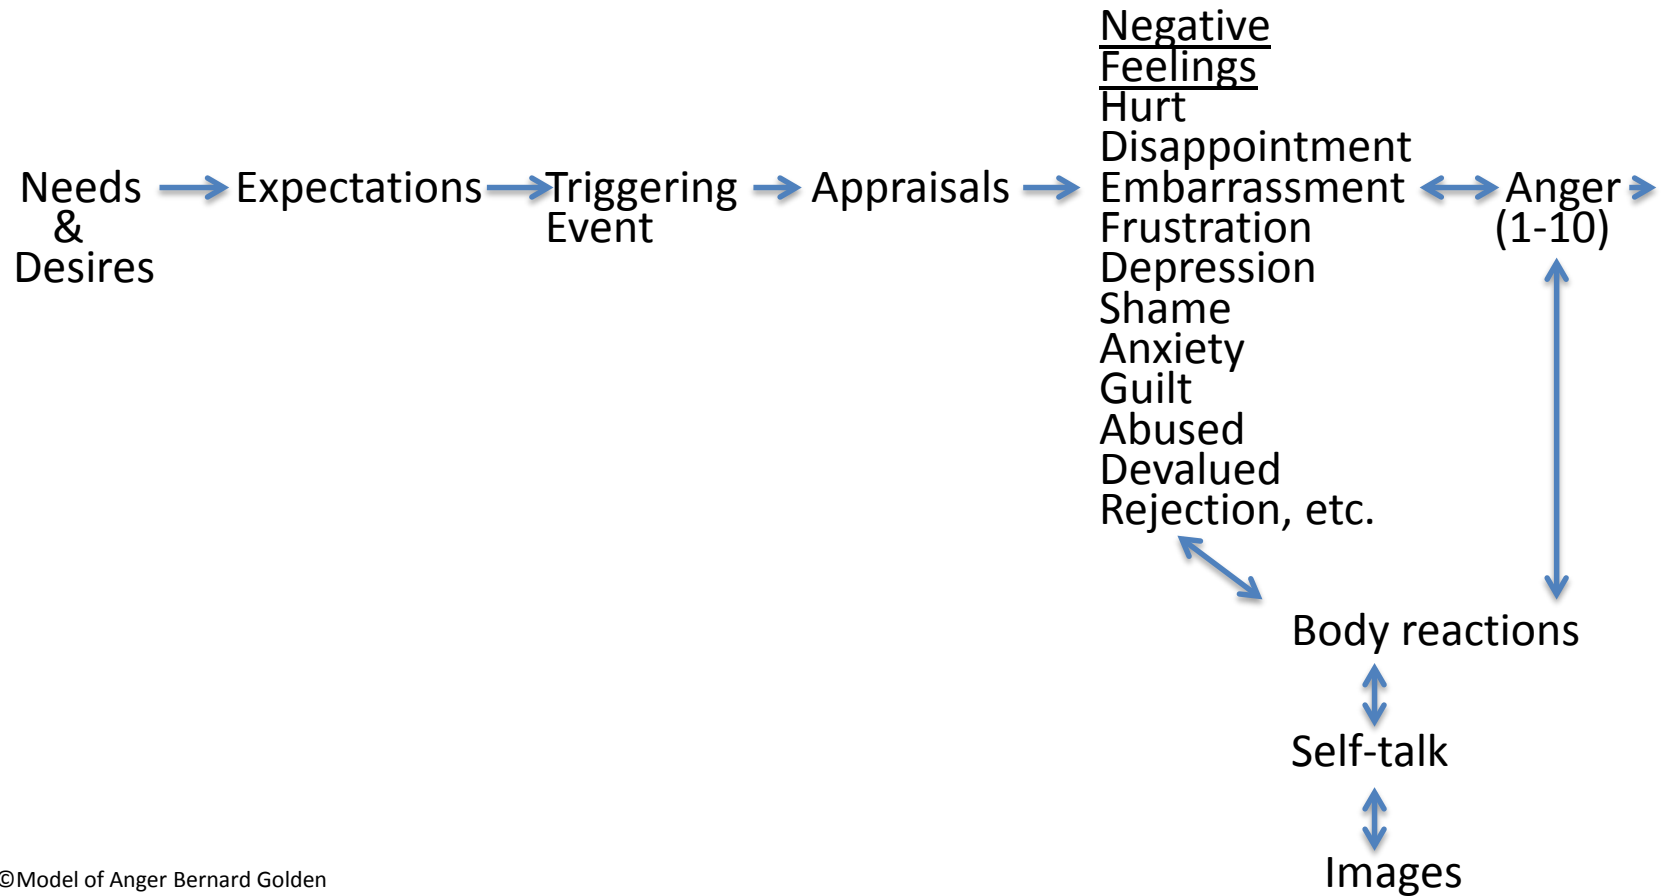 Needs
&
Desires
Expectations
Triggering
Event
Appraisals
Negative
Feelings
Hurt
Disappointment
Embarrassment
Frustration
Depression
Shame
Anxiety
Guilt
Abused
Devalued
Rejection, etc.
Anger
(1-10)
Body reactions
Self-talk
Images
©Model of Anger Bernard Golden